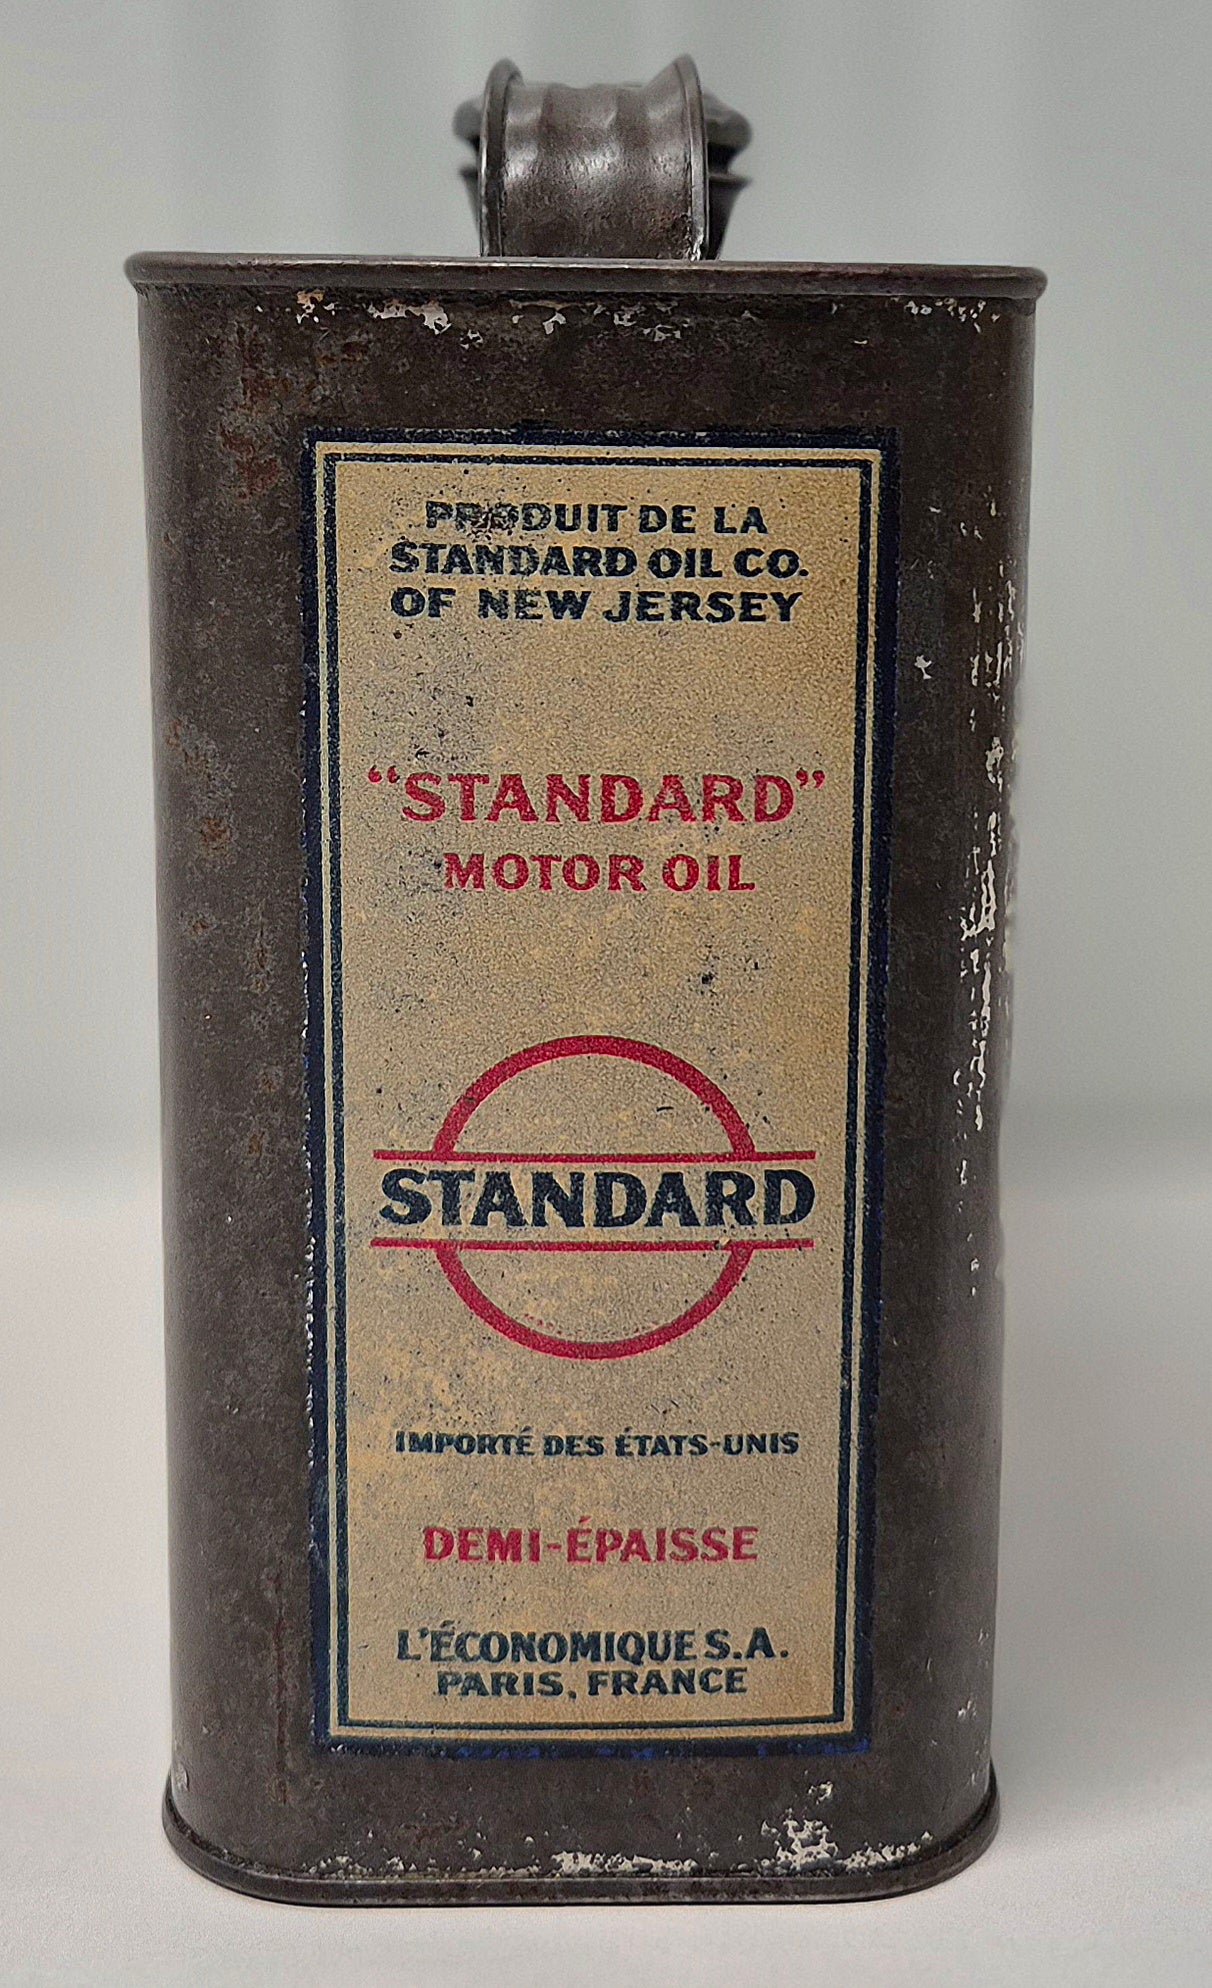 PRODUIT DE LA
STANDARD OIL CO.
OF NEW JERSEY
“STANDARD”
MOTOR OIL
STANDARD
IMPORTÉ DES ÉTATS-UNIS
DEMI-ÉPAISSE
L'ÉCONOMIQUE S.A.
PARIS, FRANCE